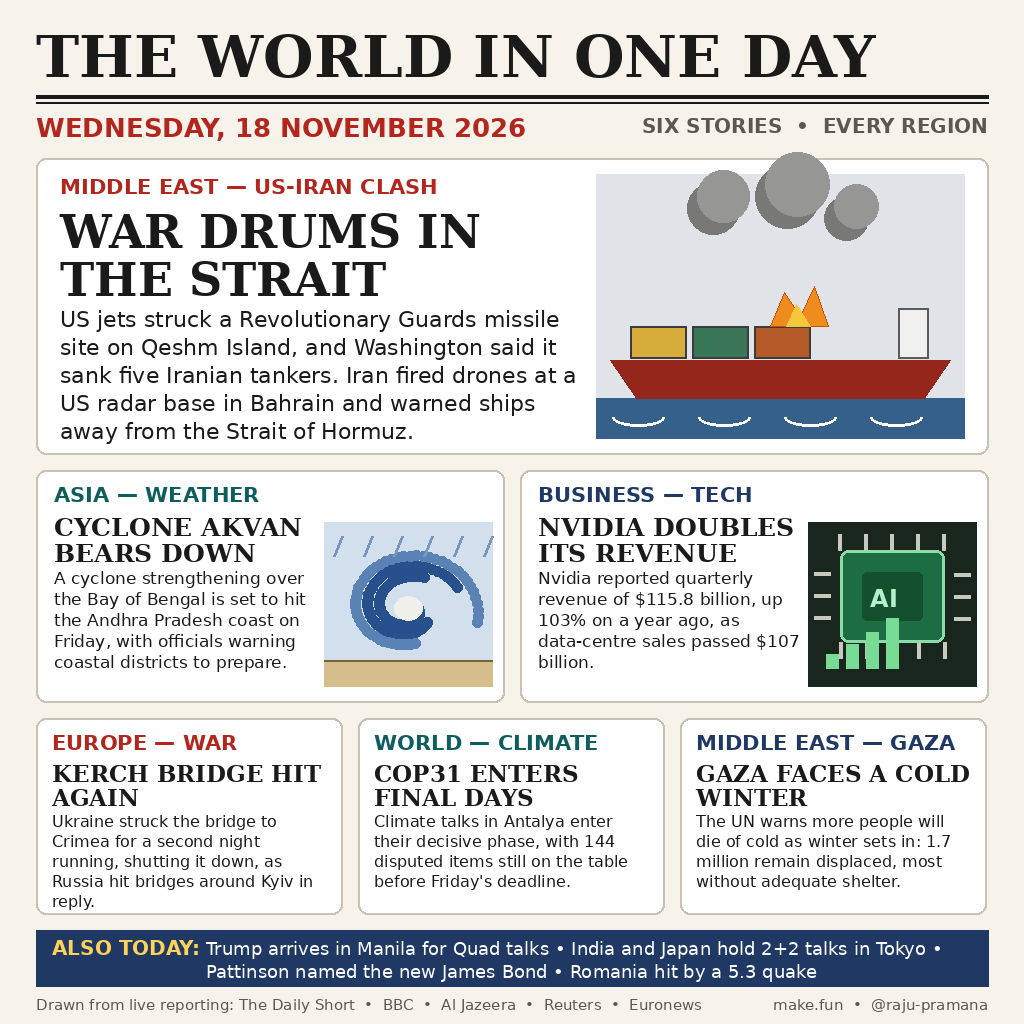 THE WORLD IN ONE DAY
WEDNESDAY, 18 NOVEMBER 2026
SIX STORIES • EVERY REGION
MIDDLE EAST — US-IRAN CLASH
WAR DRUMS IN
THE STRAIT
US jets struck a Revolutionary Guards missile
site on Qeshm Island, and Washington said it
sank five Iranian tankers. Iran fired drones at a
US radar base in Bahrain and warned ships
away from the Strait of Hormuz.
ASIA — WEATHER
CYCLONE AKVAN
BEARS DOWN
A cyclone strengthening over
the Bay of Bengal is set to hit
the Andhra Pradesh coast on
Friday, with officials warning
coastal districts to prepare.
BUSINESS — TECH
NVIDIA DOUBLES
ITS REVENUE
Nvidia reported quarterly
revenue of $115.8 billion, up
103% on a year ago, as
data-centre sales passed $107
billion.
AI
EUROPE — WAR
KERCH BRIDGE HIT
AGAIN
Ukraine struck the bridge to
Crimea for a second night
running, shutting it down, as
Russia hit bridges around Kyiv in
reply.
WORLD — CLIMATE
COP31 ENTERS
FINAL DAYS
Climate talks in Antalya enter
their decisive phase, with 144
disputed items still on the table
before Friday's deadline.
MIDDLE EAST — GAZA
GAZA FACES A COLD
WINTER
The UN warns more people will
die of cold as winter sets in: 1.7
million remain displaced, most
without adequate shelter.
ALSO TODAY: Trump arrives in Manila for Quad talks • India and Japan hold 2+2 talks in Tokyo •
Pattinson named the new James Bond • Romania hit by a 5.3 quake
Drawn from live reporting: The Daily Short • BBC • Al Jazeera • Reuters • Euronews
make.fun • @raju-pramana